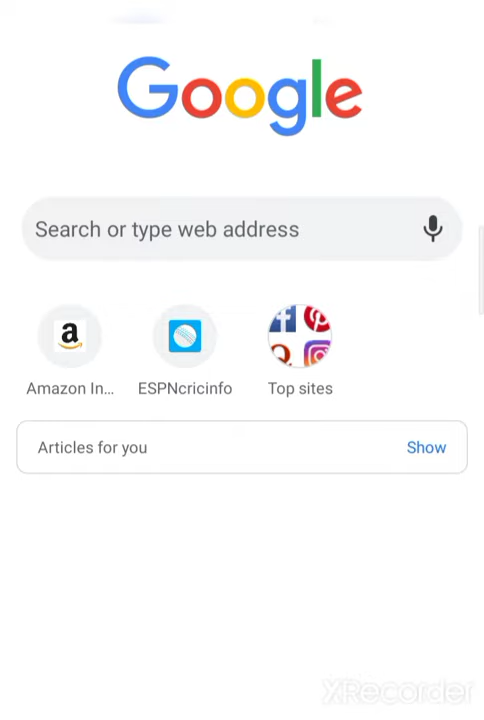 Google
Search or type web address
a
Amazon In...
ESPNcricinfo
Top sites
Articles for you
Show
XRecorder